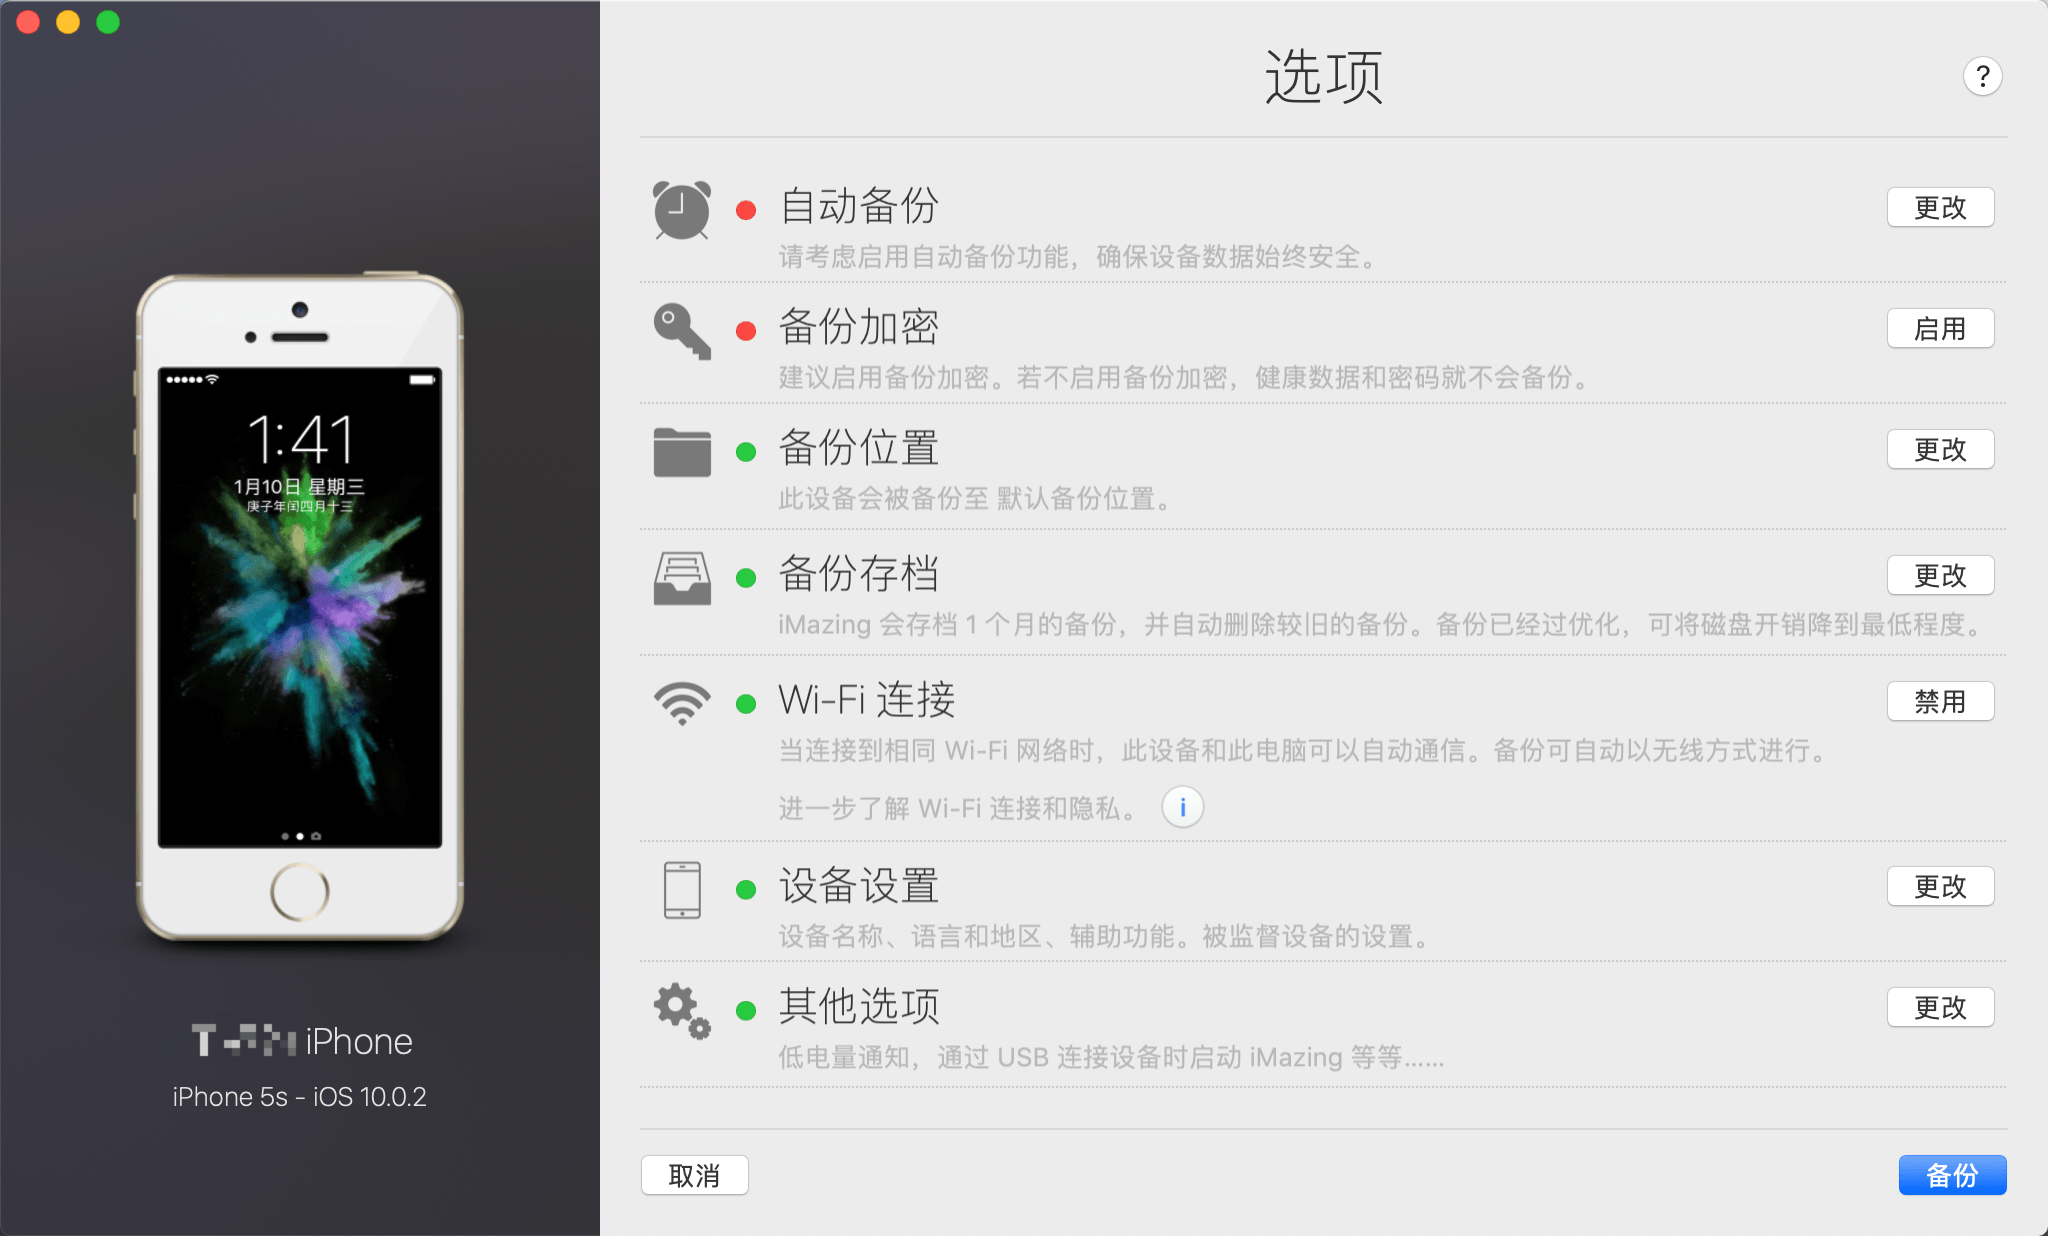 1:41
1月10日 星期三
庚子年闰四月十三
iPhone
iPhone 5s - iOS 10.0.2
选项
?
自动备份
更改
请考虑启用自动备份功能，确保设备数据始终安全。
备份加密
启用
建议启用备份加密。若不启用备份加密，健康数据和密码就不会备份。
备份位置
更改
此设备会被备份至 默认备份位置。
备份存档
更改
iMazing 会存档 1 个月的备份，并自动删除较旧的备份。备份已经过优化，可将磁盘开销降到最低程度。
Wi-Fi 连接
禁用
当连接到相同 Wi-Fi 网络时，此设备和此电脑可以自动通信。备份可自动以无线方式进行。
进一步了解 Wi-Fi 连接和隐私。
设备设置
更改
设备名称、语言和地区、辅助功能。被监督设备的设置。
其他选项
更改
低电量通知，通过 USB 连接设备时启动 iMazing 等等……
取消
备份